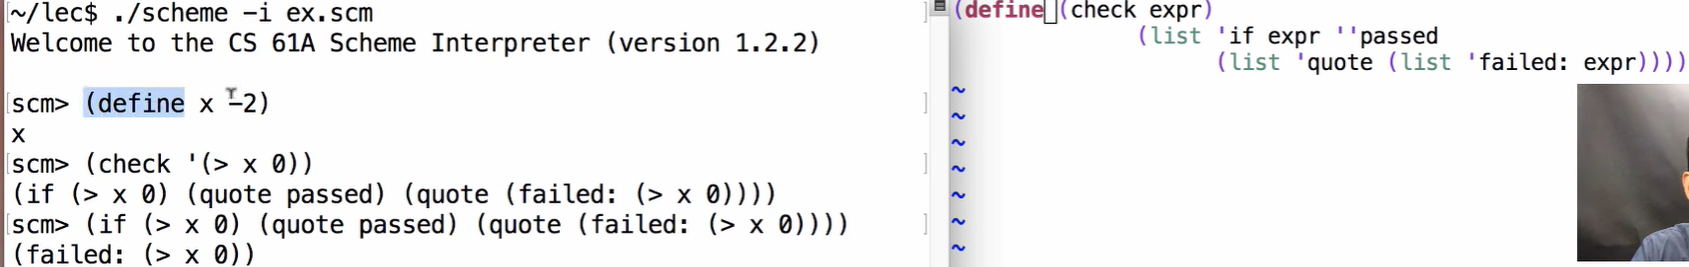 ~/lec$ ./scheme -i ex.scm
Welcome to the CS 61A Scheme Interpreter (version 1.2.2)
scm> (define x -2)
x
scm> (check '(> x 0))
(if (> x 0) (quote passed) (quote (failed: (> x 0))))
scm> (if (> x 0) (quote passed) (quote (failed: (> x 0))))
(failed: (> x 0))
(define (check expr)
(list 'if expr ''passed
(list 'quote (list 'failed: expr))))
~
~
~
~
~
~
~